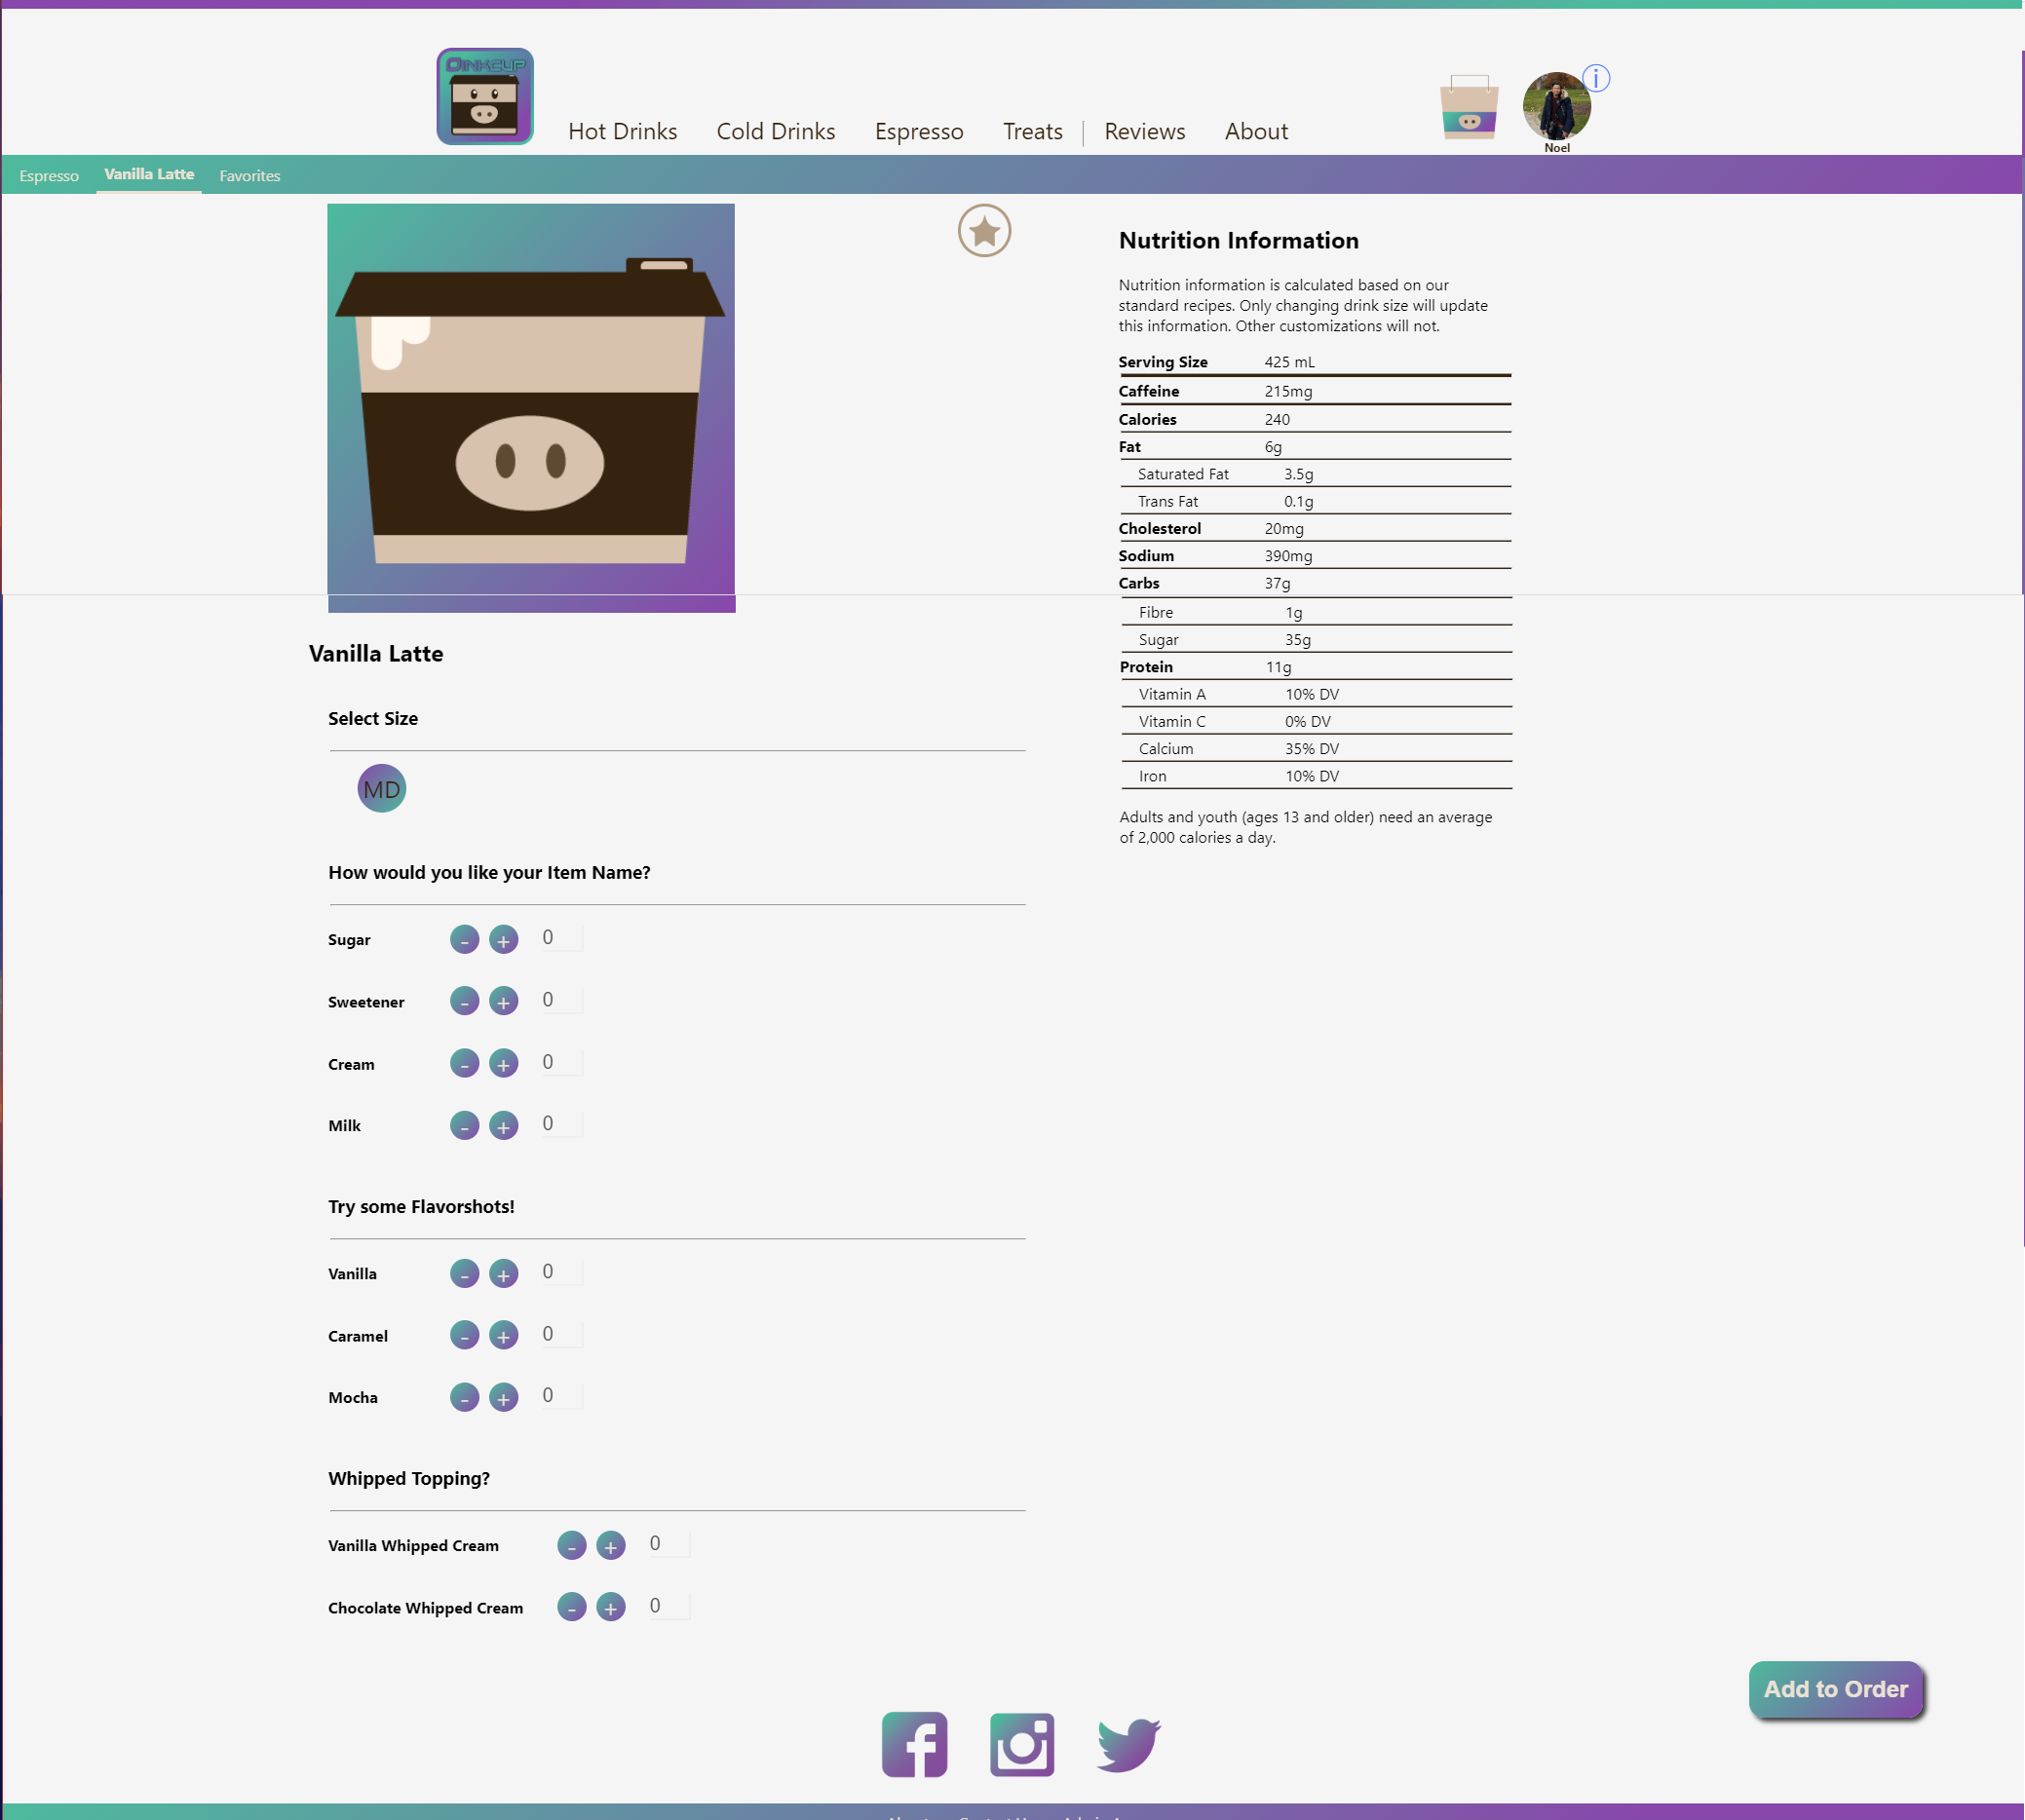 OINKCUP
Hot Drinks
Cold Drinks
Espresso
Treats
Reviews
About
Noel
Espresso
Vanilla Latte
Favorites
Nutrition Information
Nutrition information is calculated based on our
standard recipes. Only changing drink size will update
this information. Other customizations will not.
Serving Size 425 mL
Caffeine 215mg
Calories 240
Fat 6g
Saturated Fat 3.5g
Trans Fat 0.1g
Cholesterol 20mg
Sodium 390mg
Carbs 37g
Fibre 1g
Sugar 35g
Protein 11g
Vitamin A 10% DV
Vitamin C 0% DV
Calcium 35% DV
Iron 10% DV
Adults and youth (ages 13 and older) need an average
of 2,000 calories a day.
Vanilla Latte
Select Size
MD
How would you like your Item Name?
Sugar - + 0
Sweetener - + 0
Cream - + 0
Milk - + 0
Try some Flavorshots!
Vanilla - + 0
Caramel - + 0
Mocha - + 0
Whipped Topping?
Vanilla Whipped Cream - + 0
Chocolate Whipped Cream - + 0
Add to Order